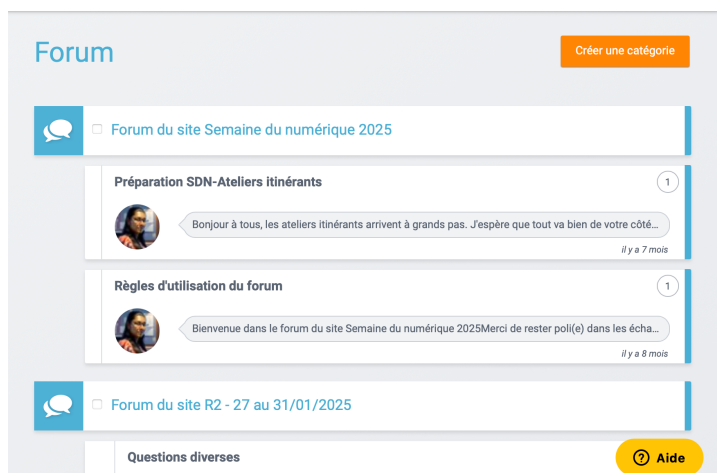 Forum
Créer une catégorie
Forum du site Semaine du numérique 2025
Préparation SDN-Ateliers itinérants
1
Bonjour à tous, les ateliers itinérants arrivent à grands pas. J'espère que tout va bien de votre côté...
il y a 7 mois
Règles d'utilisation du forum
1
Bienvenue dans le forum du site Semaine du numérique 2025Merci de rester poli(e) dans les écha...
il y a 8 mois
Forum du site R2 - 27 au 31/01/2025
Questions diverses
? Aide